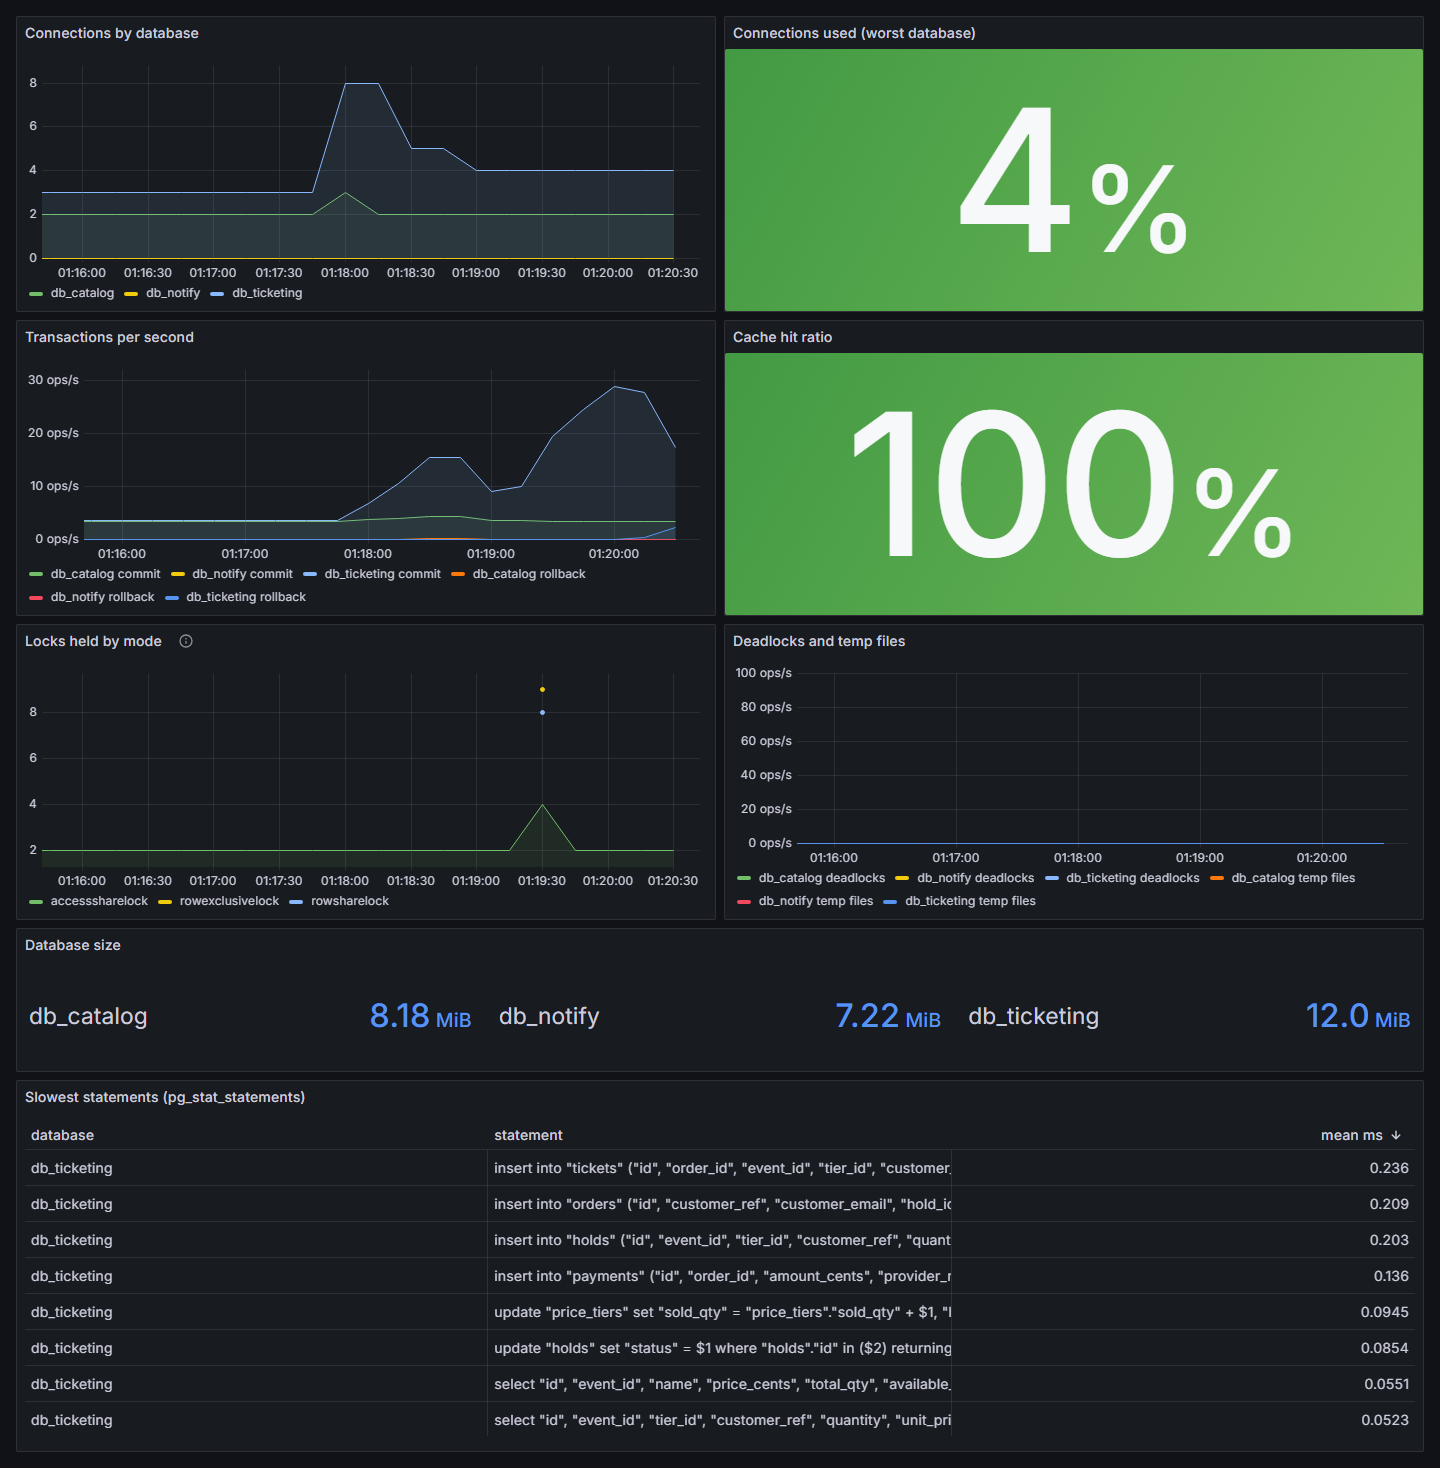 Connections by database
8
6
4
2
0
01:16:00 01:16:30 01:17:00 01:17:30 01:18:00 01:18:30 01:19:00 01:19:30 01:20:00 01:20:30
db_catalog db_notify db_ticketing
Connections used (worst database)
4%
Transactions per second
30 ops/s
20 ops/s
10 ops/s
0 ops/s
01:16:00 01:17:00 01:18:00 01:19:00 01:20:00
db_catalog commit db_notify commit db_ticketing commit db_catalog rollback
db_notify rollback db_ticketing rollback
Cache hit ratio
100%
Locks held by mode
8
6
4
2
01:16:00 01:16:30 01:17:00 01:17:30 01:18:00 01:18:30 01:19:00 01:19:30 01:20:00 01:20:30
accesssharelock rowexclusivelock rowsharelock
Deadlocks and temp files
100 ops/s
80 ops/s
60 ops/s
40 ops/s
20 ops/s
0 ops/s
01:16:00 01:17:00 01:18:00 01:19:00 01:20:00
db_catalog deadlocks db_notify deadlocks db_ticketing deadlocks db_catalog temp files
db_notify temp files db_ticketing temp files
Database size
db_catalog 8.18 MiB db_notify 7.22 MiB db_ticketing 12.0 MiB
Slowest statements (pg_stat_statements)
database statement mean ms
db_ticketing insert into "tickets" ("id", "order_id", "event_id", "tier_id", "customer_ 0.236
db_ticketing insert into "orders" ("id", "customer_ref", "customer_email", "hold_ic 0.209
db_ticketing insert into "holds" ("id", "event_id", "tier_id", "customer_ref", "quant 0.203
db_ticketing insert into "payments" ("id", "order_id", "amount_cents", "provider_r 0.136
db_ticketing update "price_tiers" set "sold_qty" = "price_tiers"."sold_qty" + $1, "l 0.0945
db_ticketing update "holds" set "status" = $1 where "holds"."id" in ($2) returning 0.0854
db_ticketing select "id", "event_id", "name", "price_cents", "total_qty", "available_ 0.0551
db_ticketing select "id", "event_id", "tier_id", "customer_ref", "quantity", "unit_pri 0.0523